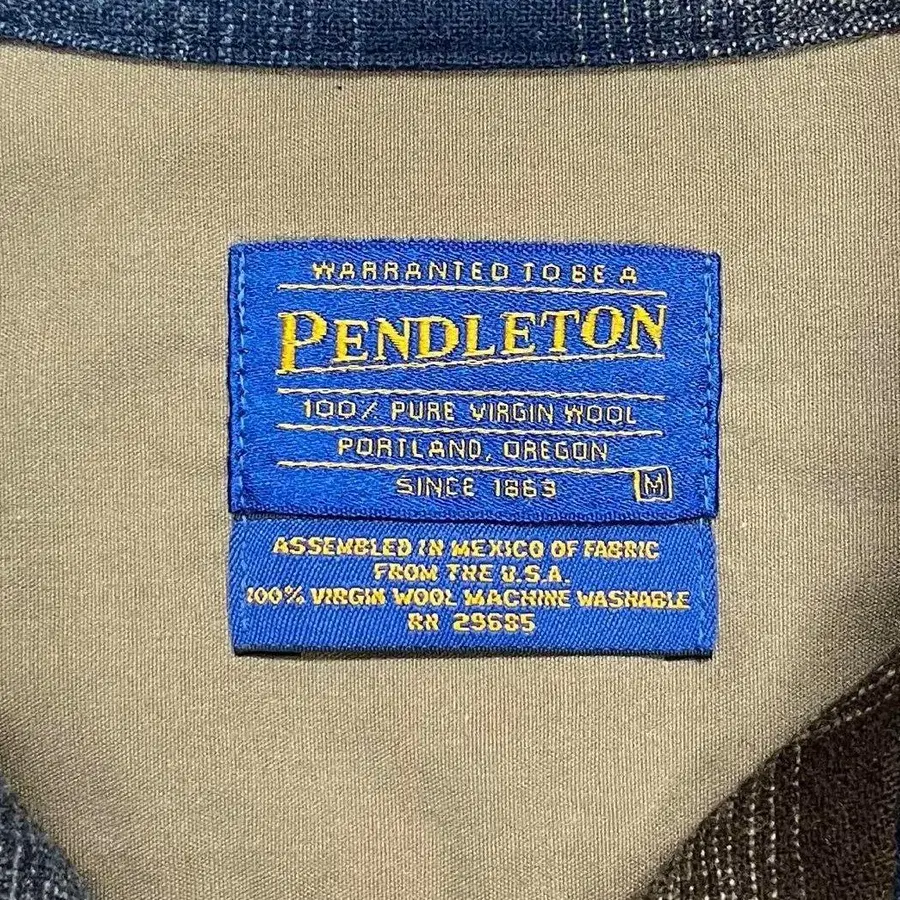 WARRANTED TO BE A
PENDLETON
100% PURE VIRGIN WOOL
PORTLAND, OREGON
SINCE 1863
M
ASSEMBLED IN MEXICO OF FABRIC
FROM THE U.S.A.
100% VIRGIN WOOL MACHINE WASHABLE
RN 29685